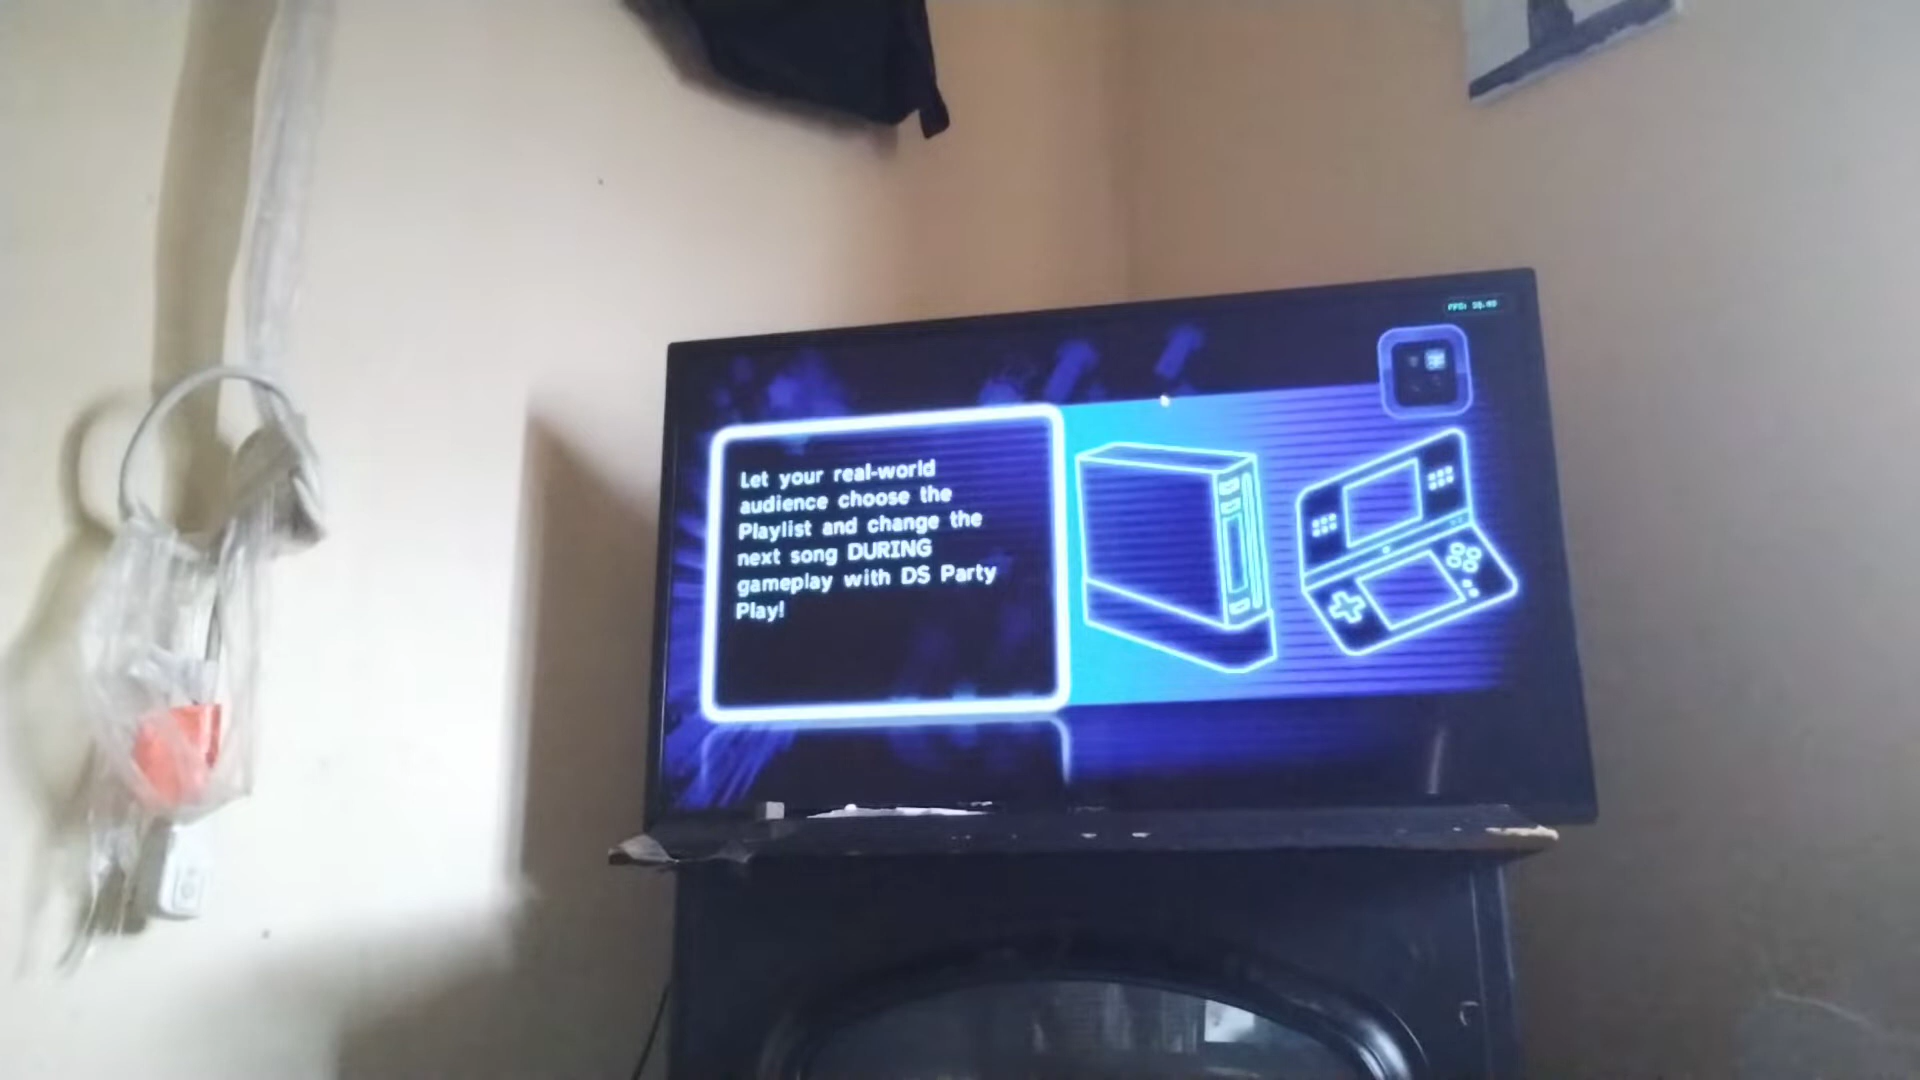 Let your real-world
audience choose the
Playlist and change the
next song DURING
gameplay with DS Party
Play!